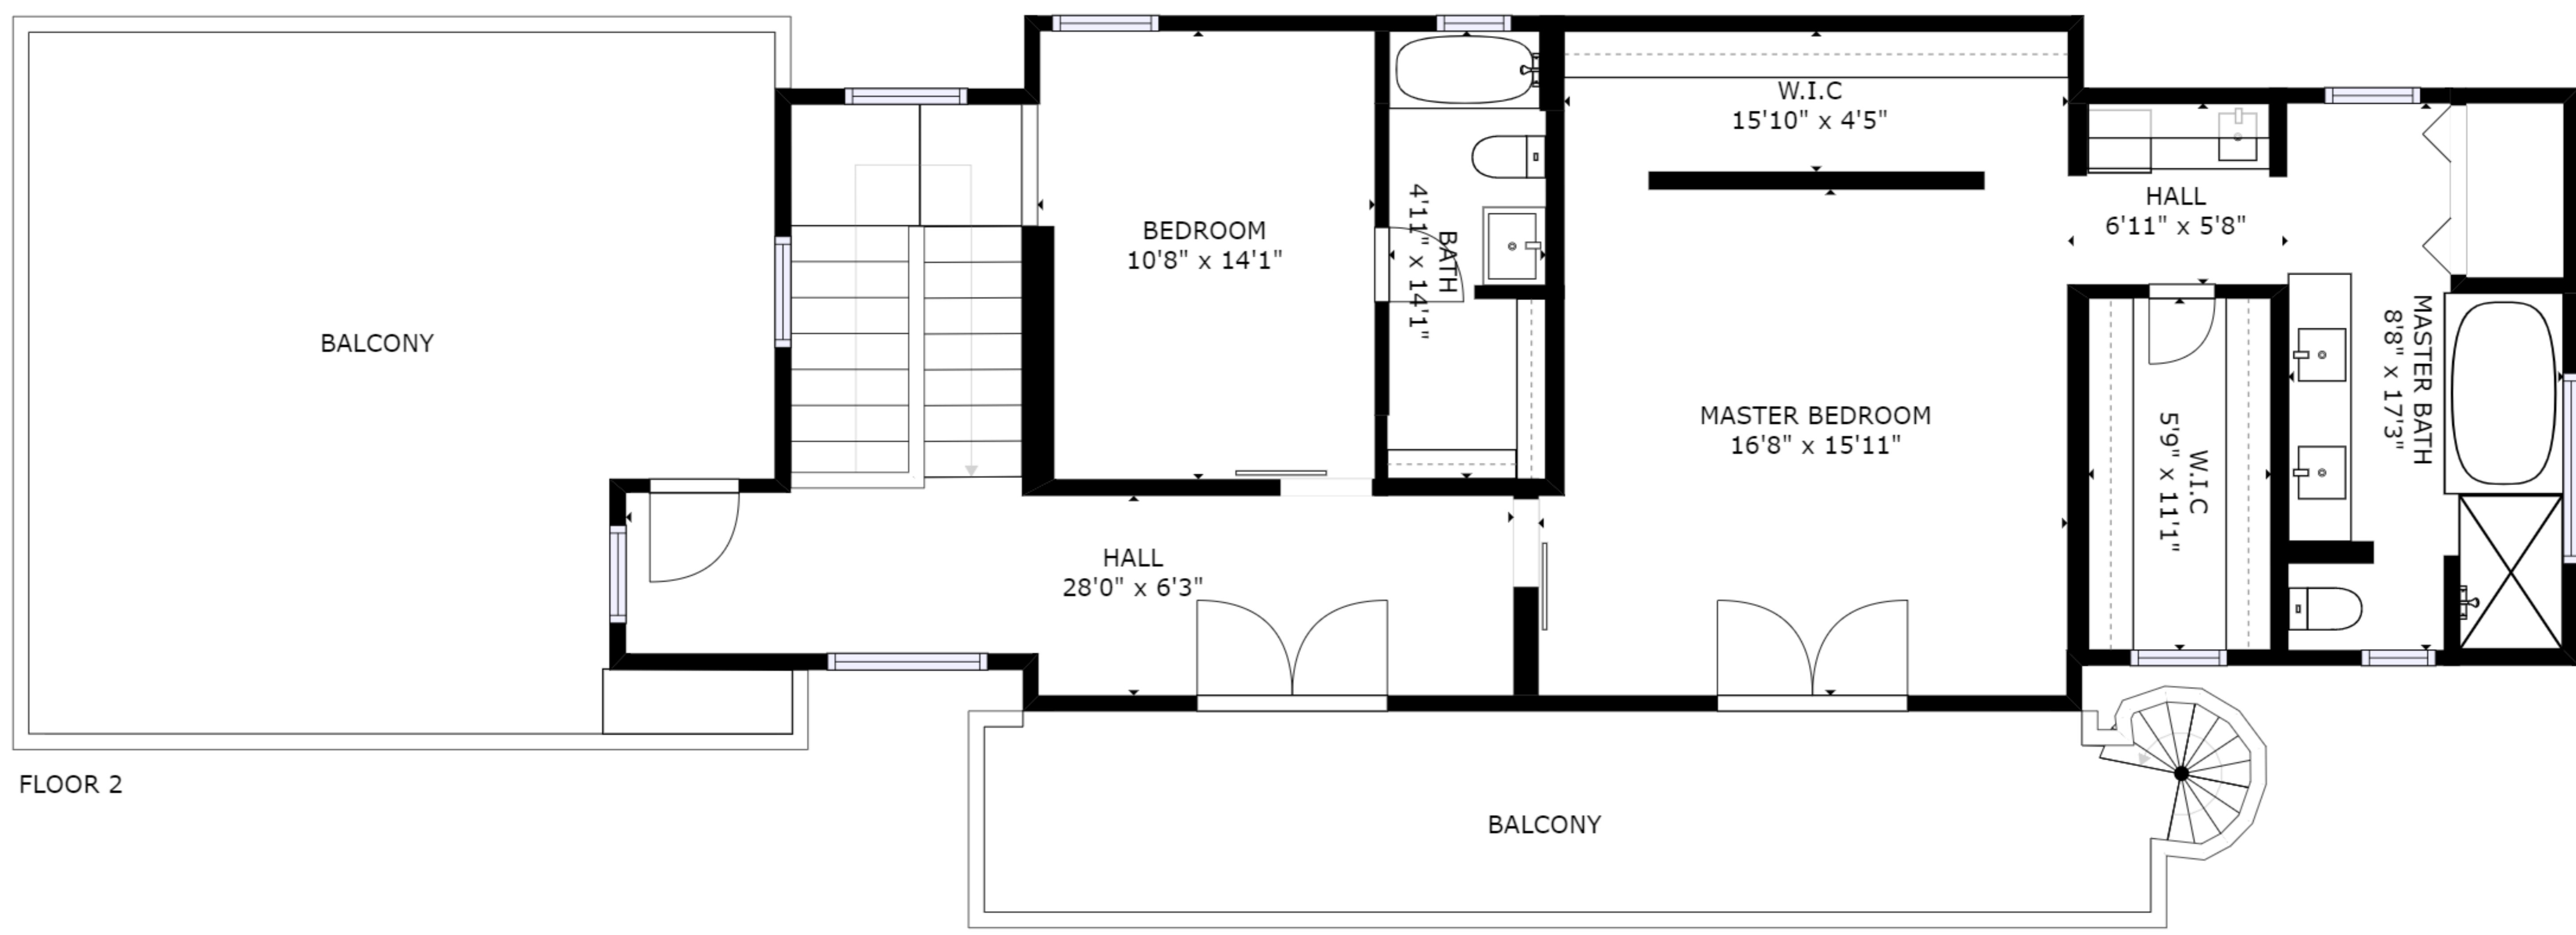 W.I.C
15'10" x 4'5"
HALL
6'11" x 5'8"
BEDROOM
10'8" x 14'1"
BATH
4'11" x 14'1"
BALCONY
MASTER BEDROOM
16'8" x 15'11"
MASTER BATH
8'8" x 17'3"
W.I.C
5'9" x 11'1"
HALL
28'0" x 6'3"
FLOOR 2
BALCONY